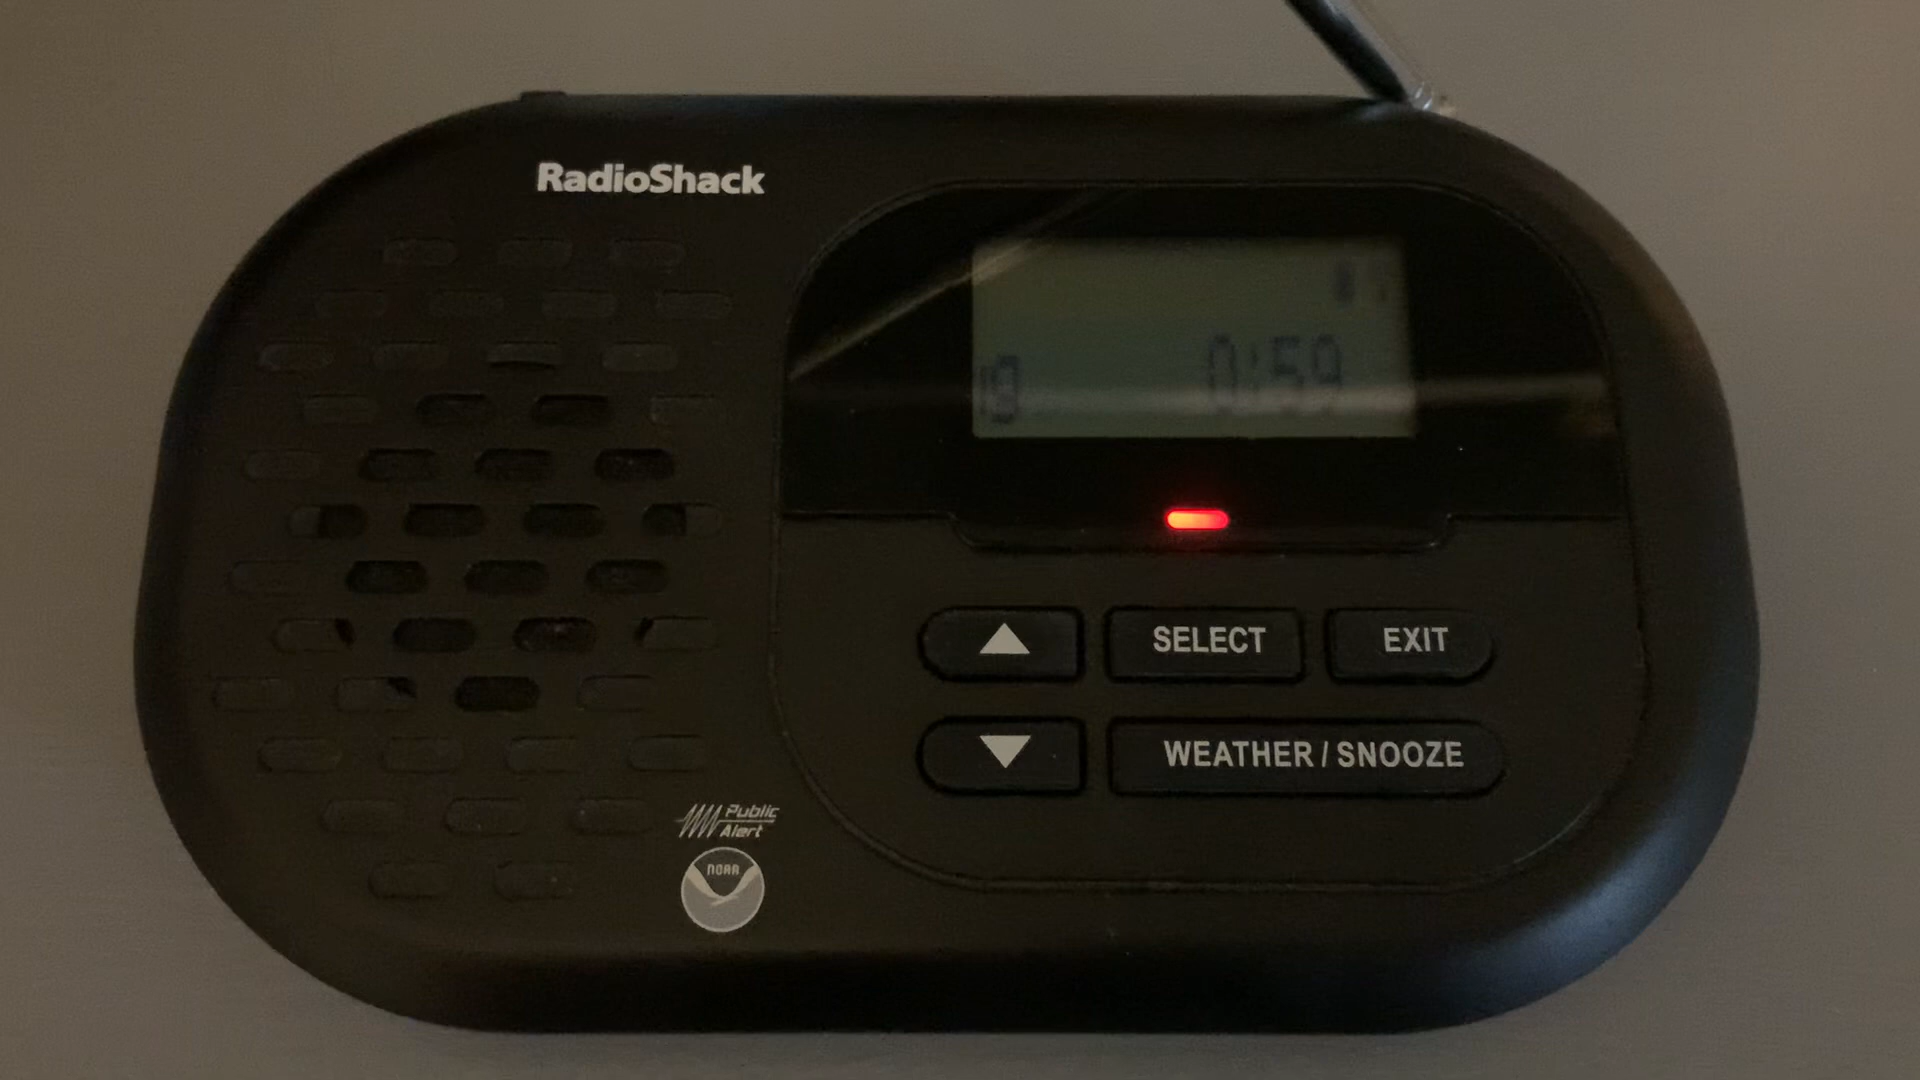 RadioShack
0:59
SELECT
EXIT
WEATHER / SNOOZE
Public
Alert
NOAA